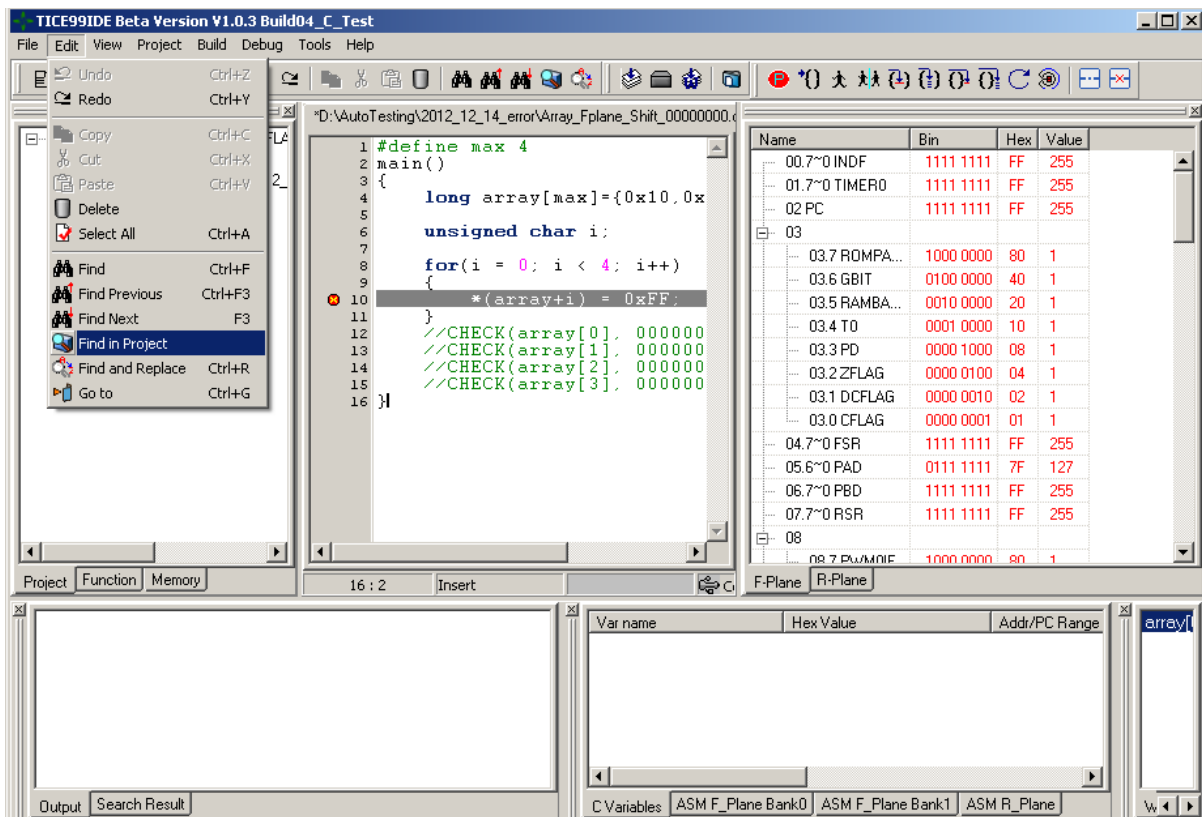 TICE99IDE Beta Version V1.0.3 Build04_C_Test
File Edit View Project Build Debug Tools Help
Undo Ctrl+Z
Redo Ctrl+Y
Copy Ctrl+C
Cut Ctrl+X
Paste Ctrl+V
Delete
Select All Ctrl+A
Find Ctrl+F
Find Previous Ctrl+F3
Find Next F3
Find in Project
Find and Replace Ctrl+R
Go to Ctrl+G
Project Function Memory
*D:\AutoTesting\2012_12_14_error\Array_Fplane_Shift_00000000.c
1 #define max 4
2 main()
3 {
4 long array[max]={0x10,0x
5
6 unsigned char i;
7
8 for(i = 0; i < 4; i++)
9 {
10 *(array+i) = 0xFF;
11 }
12 //CHECK(array[0], 000000
13 //CHECK(array[1], 000000
14 //CHECK(array[2], 000000
15 //CHECK(array[3], 000000
16 }
16 : 2 Insert
Name Bin Hex Value
00.7~0 INDF 1111 1111 FF 255
01.7~0 TIMER0 1111 1111 FF 255
02 PC 1111 1111 FF 255
03
03.7 ROMPA... 1000 0000 80 1
03.6 GBIT 0100 0000 40 1
03.5 RAMBA... 0010 0000 20 1
03.4 T0 0001 0000 10 1
03.3 PD 0000 1000 08 1
03.2 ZFLAG 0000 0100 04 1
03.1 DCFLAG 0000 0010 02 1
03.0 CFLAG 0000 0001 01 1
04.7~0 FSR 1111 1111 FF 255
05.6~0 PAD 0111 1111 7F 127
06.7~0 PBD 1111 1111 FF 255
07.7~0 RSR 1111 1111 FF 255
08
08.7 PWM0IE 1000 0000 80 1
F-Plane R-Plane
Output Search Result
Var name Hex Value Addr/PC Range
C Variables ASM F_Plane Bank0 ASM F_Plane Bank1 ASM R_Plane
array[
W